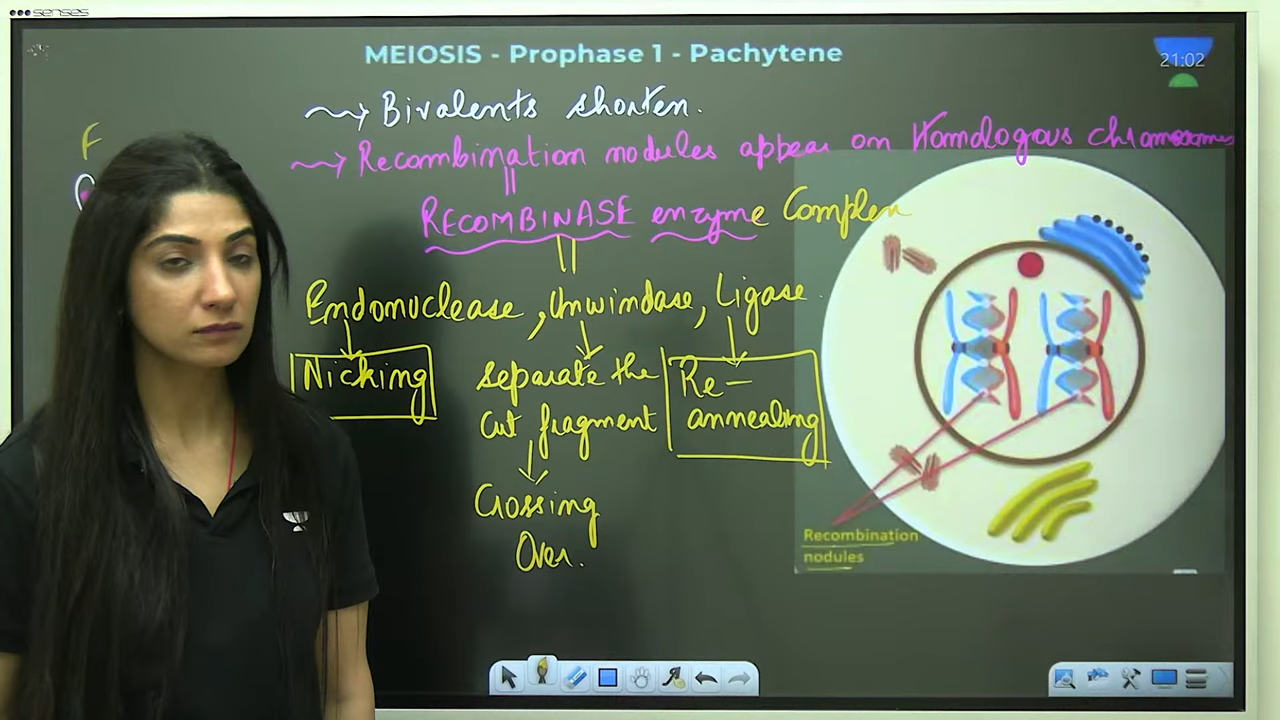 senses
MEIOSIS - Prophase 1 - Pachytene
21:02
Bivalents shorten.
F
Recombination nodules appear on Homologous chromosomes
RECOMBINASE enzyme Complex
Endonuclease, Unwindase, Ligase.
Nicking
separate the
cut fragment
Re-
annealing
Crossing
Over.
Recombination
nodules